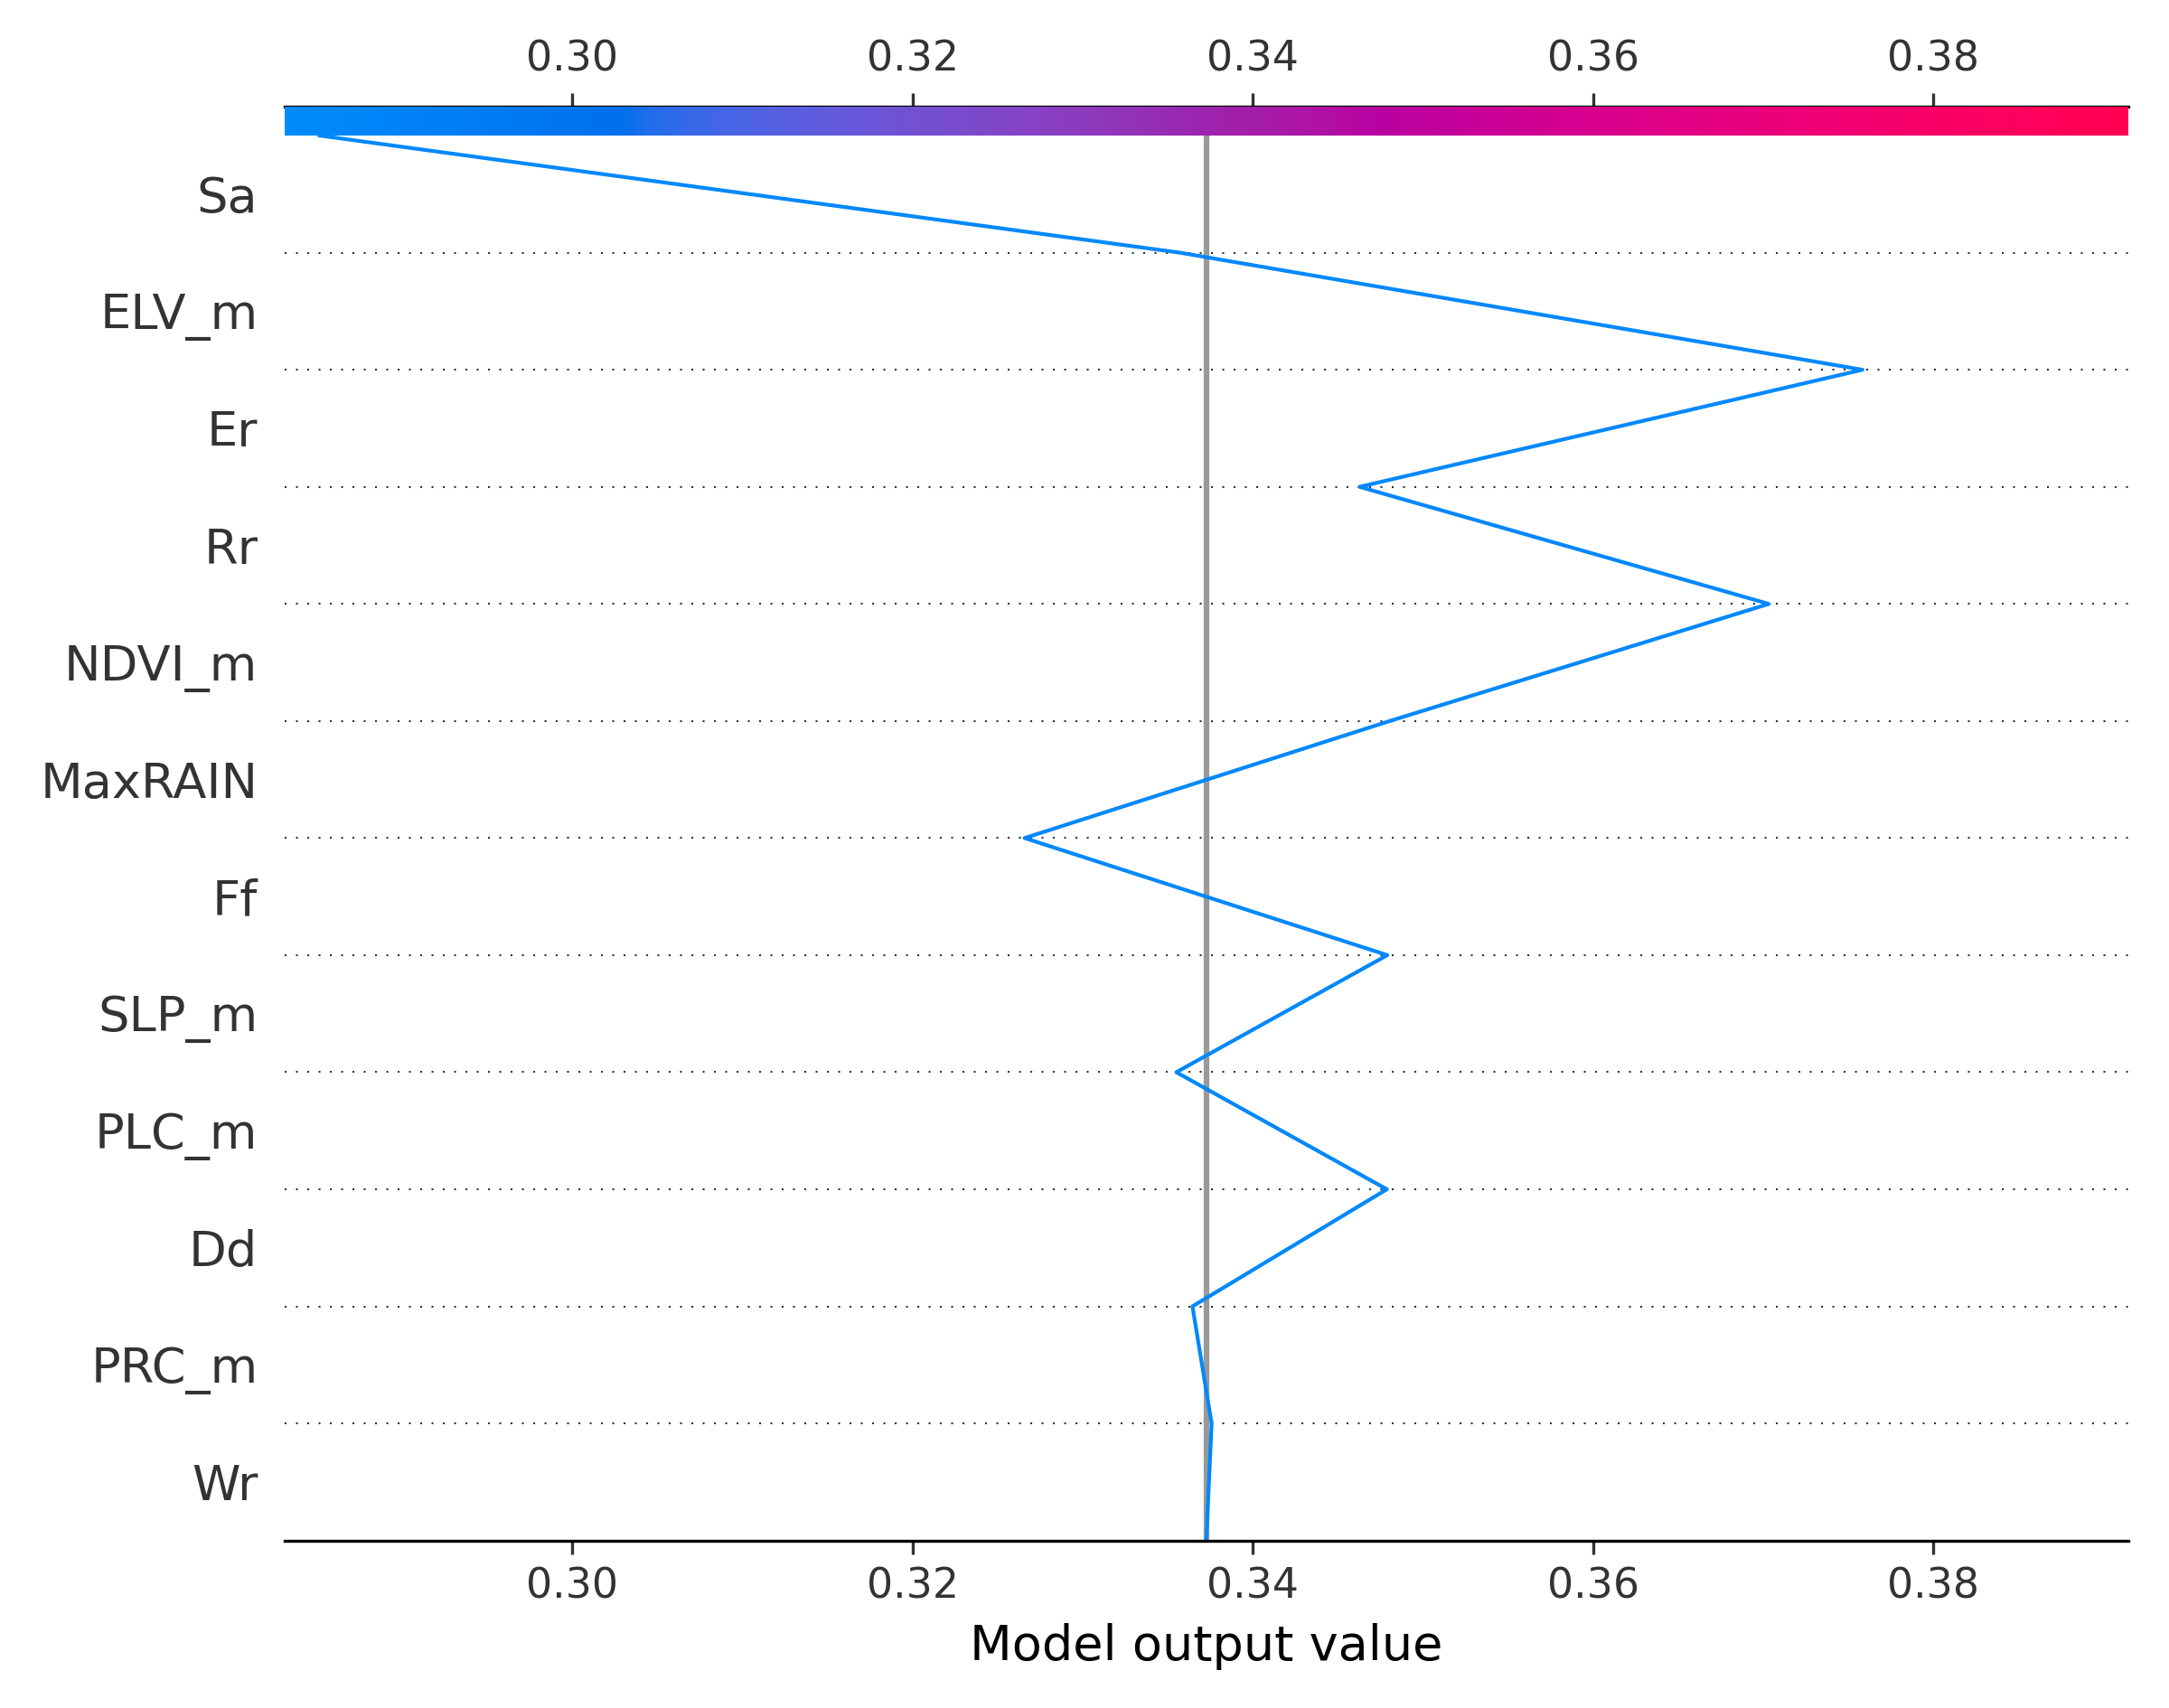 0.30 0.32 0.34 0.36 0.38
Sa
ELV_m
Er
Rr
NDVI_m
MaxRAIN
Ff
SLP_m
PLC_m
Dd
PRC_m
Wr
0.30 0.32 0.34 0.36 0.38
Model output value